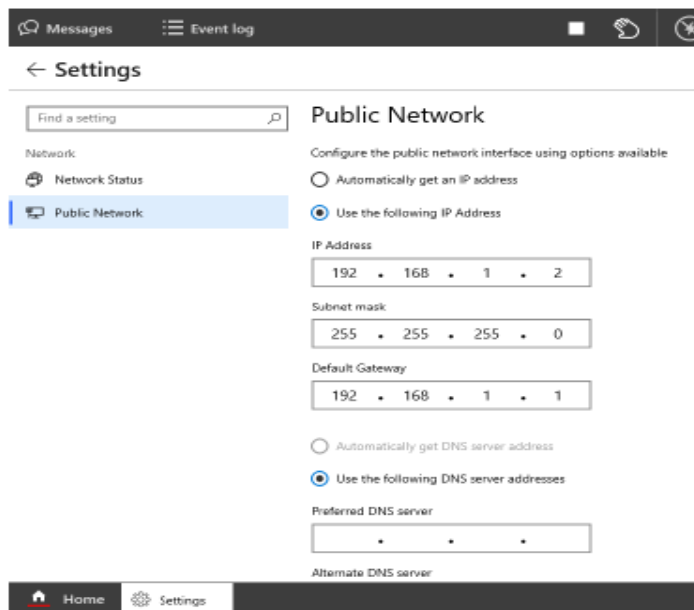 Messages Event log
Settings
Find a setting
Network
Network Status
Public Network
Public Network
Configure the public network interface using options available
Automatically get an IP address
Use the following IP Address
IP Address
192 . 168 . 1 . 2
Subnet mask
255 . 255 . 255 . 0
Default Gateway
192 . 168 . 1 . 1
Automatically get DNS server address
Use the following DNS server addresses
Preferred DNS server
. . .
Alternate DNS server
Home Settings